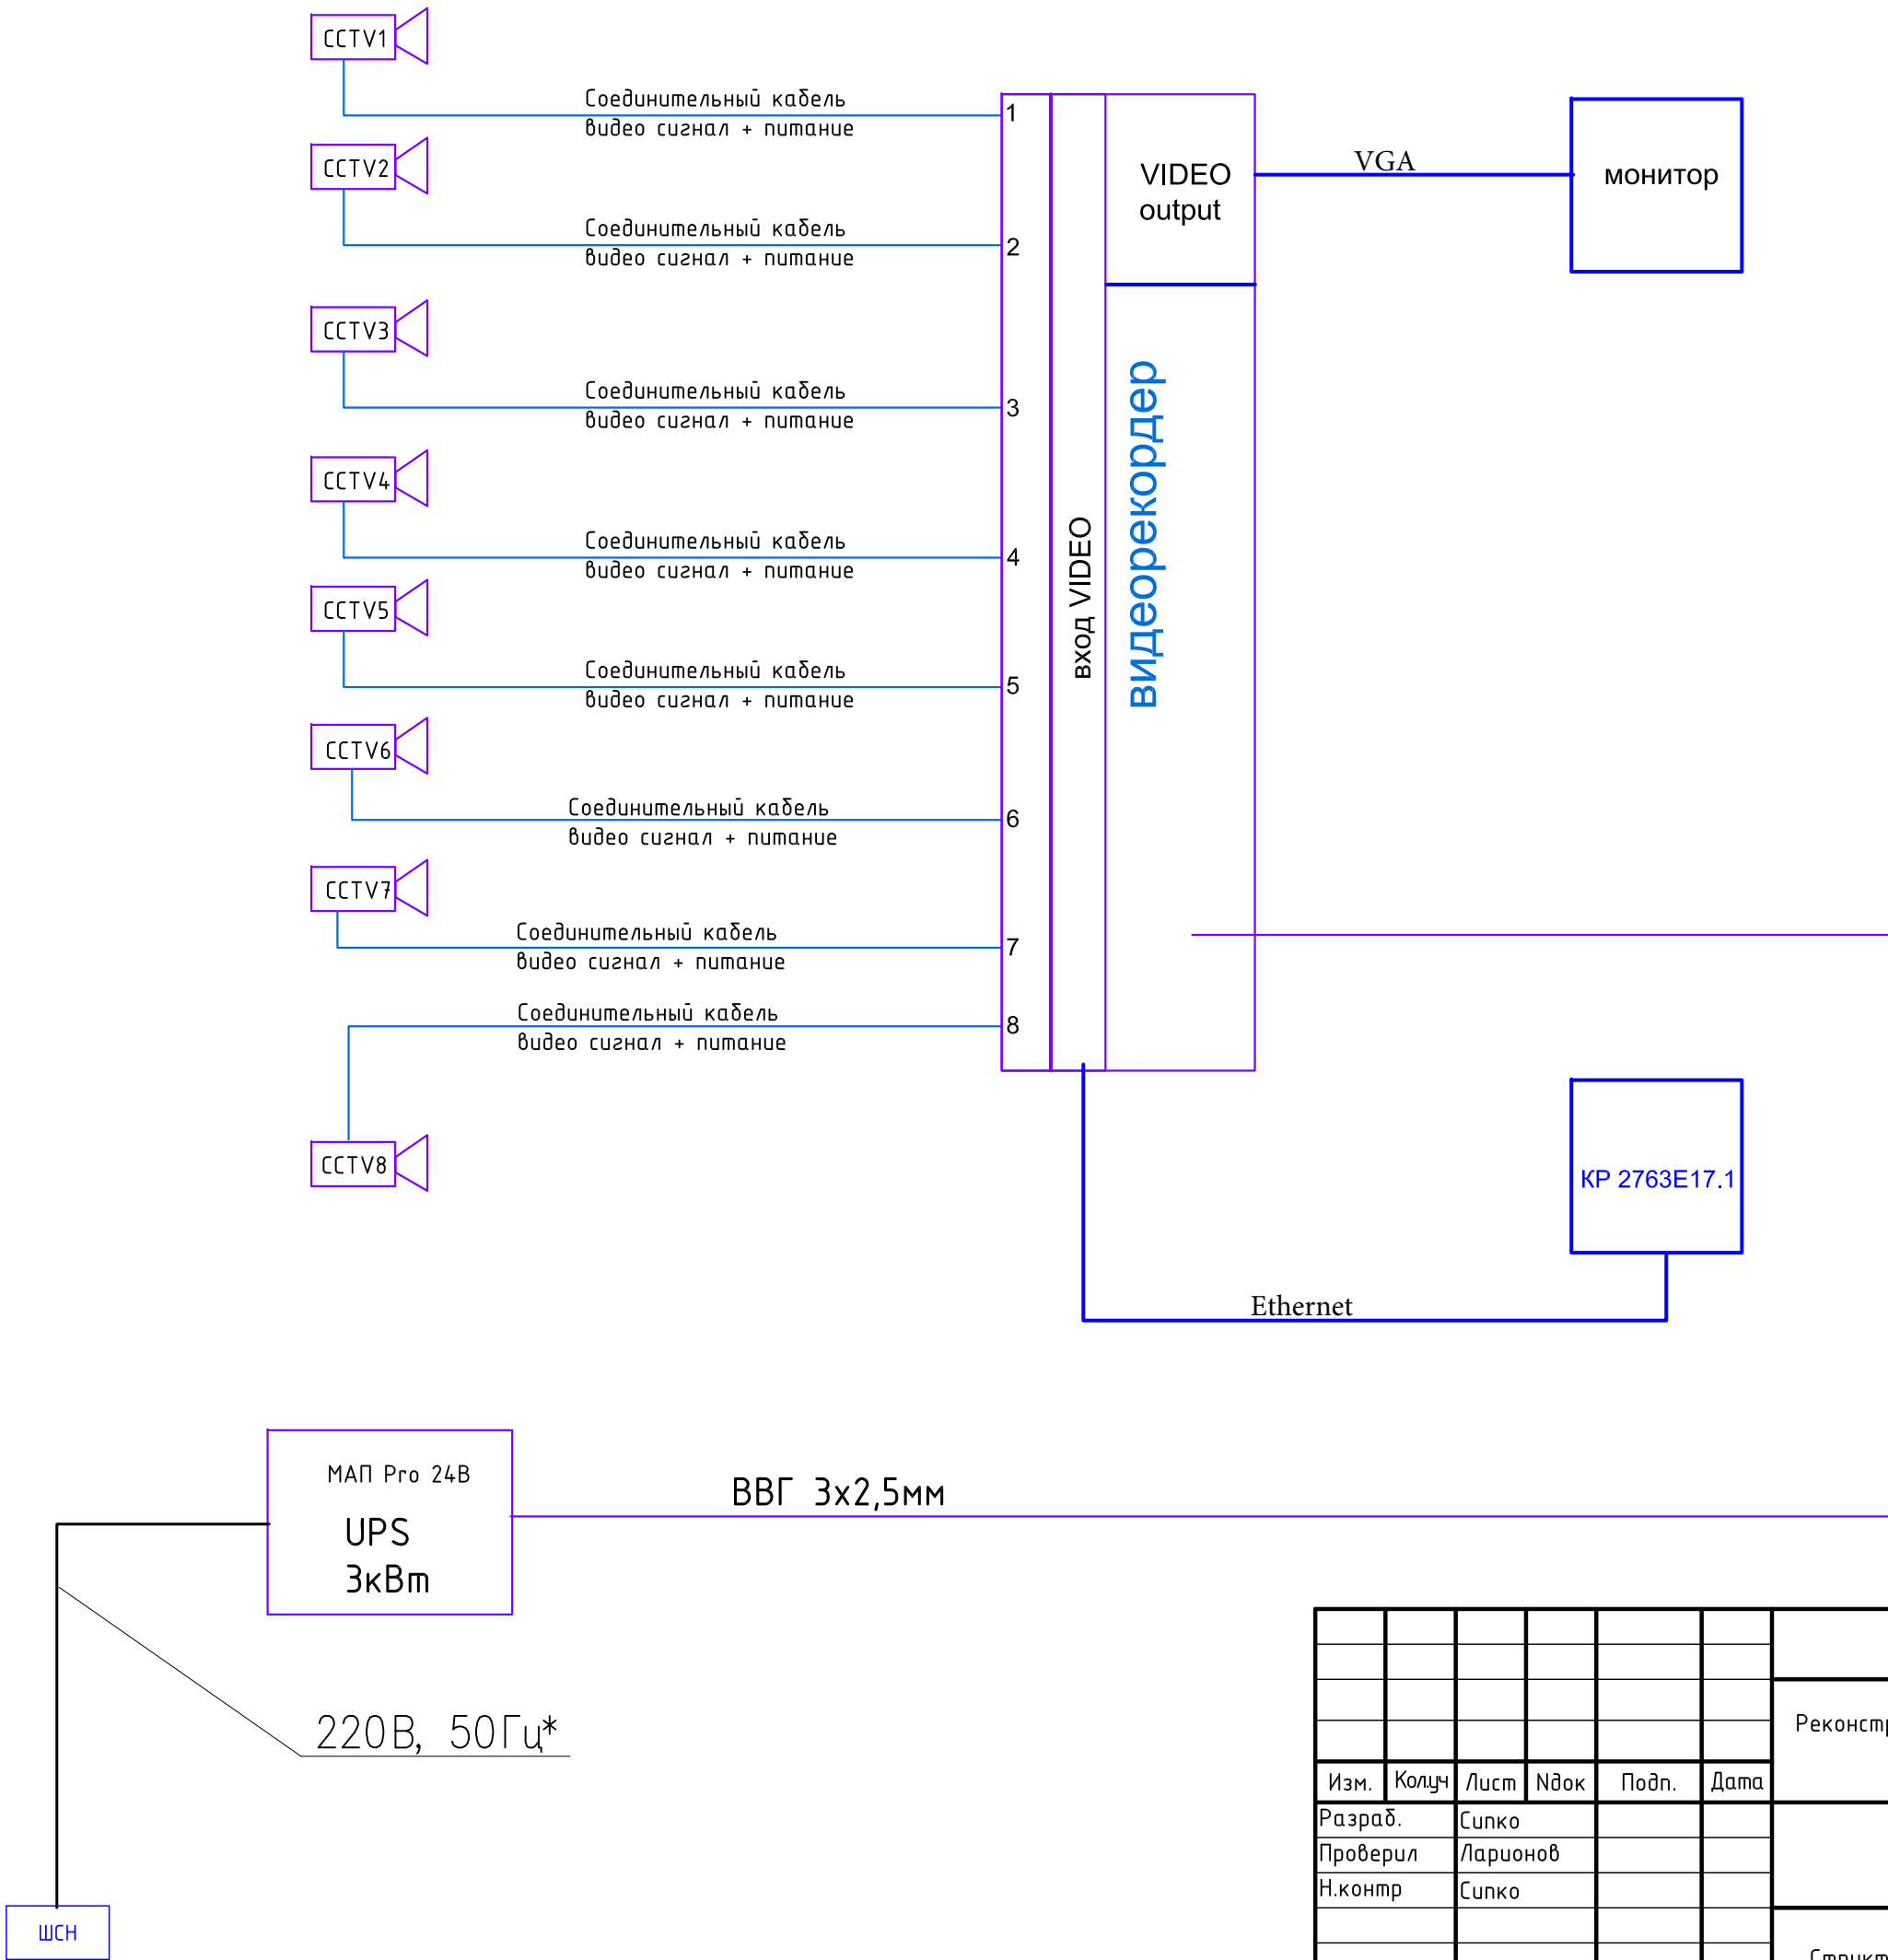 CCTV1
Соединительный кабель
видео сигнал + питание
1
CCTV2
Соединительный кабель
видео сигнал + питание
2
CCTV3
Соединительный кабель
видео сигнал + питание
3
CCTV4
Соединительный кабель
видео сигнал + питание
4
CCTV5
Соединительный кабель
видео сигнал + питание
5
CCTV6
Соединительный кабель
видео сигнал + питание
6
CCTV7
Соединительный кабель
видео сигнал + питание
7
Соединительный кабель
видео сигнал + питание
8
CCTV8
вход VIDEO
VIDEO
output
видеорекордер
VGA
монитор
КР 2763Е17.1
Ethernet
МАП Pro 24В
UPS
3кВт
ВВГ 3х2,5мм
220В, 50Гц*
ШСН
Реконстр
Изм. Кол.уч Лист Nдок Подп. Дата
Разраб. Сипко
Проверил Ларионов
Н.контр Сипко